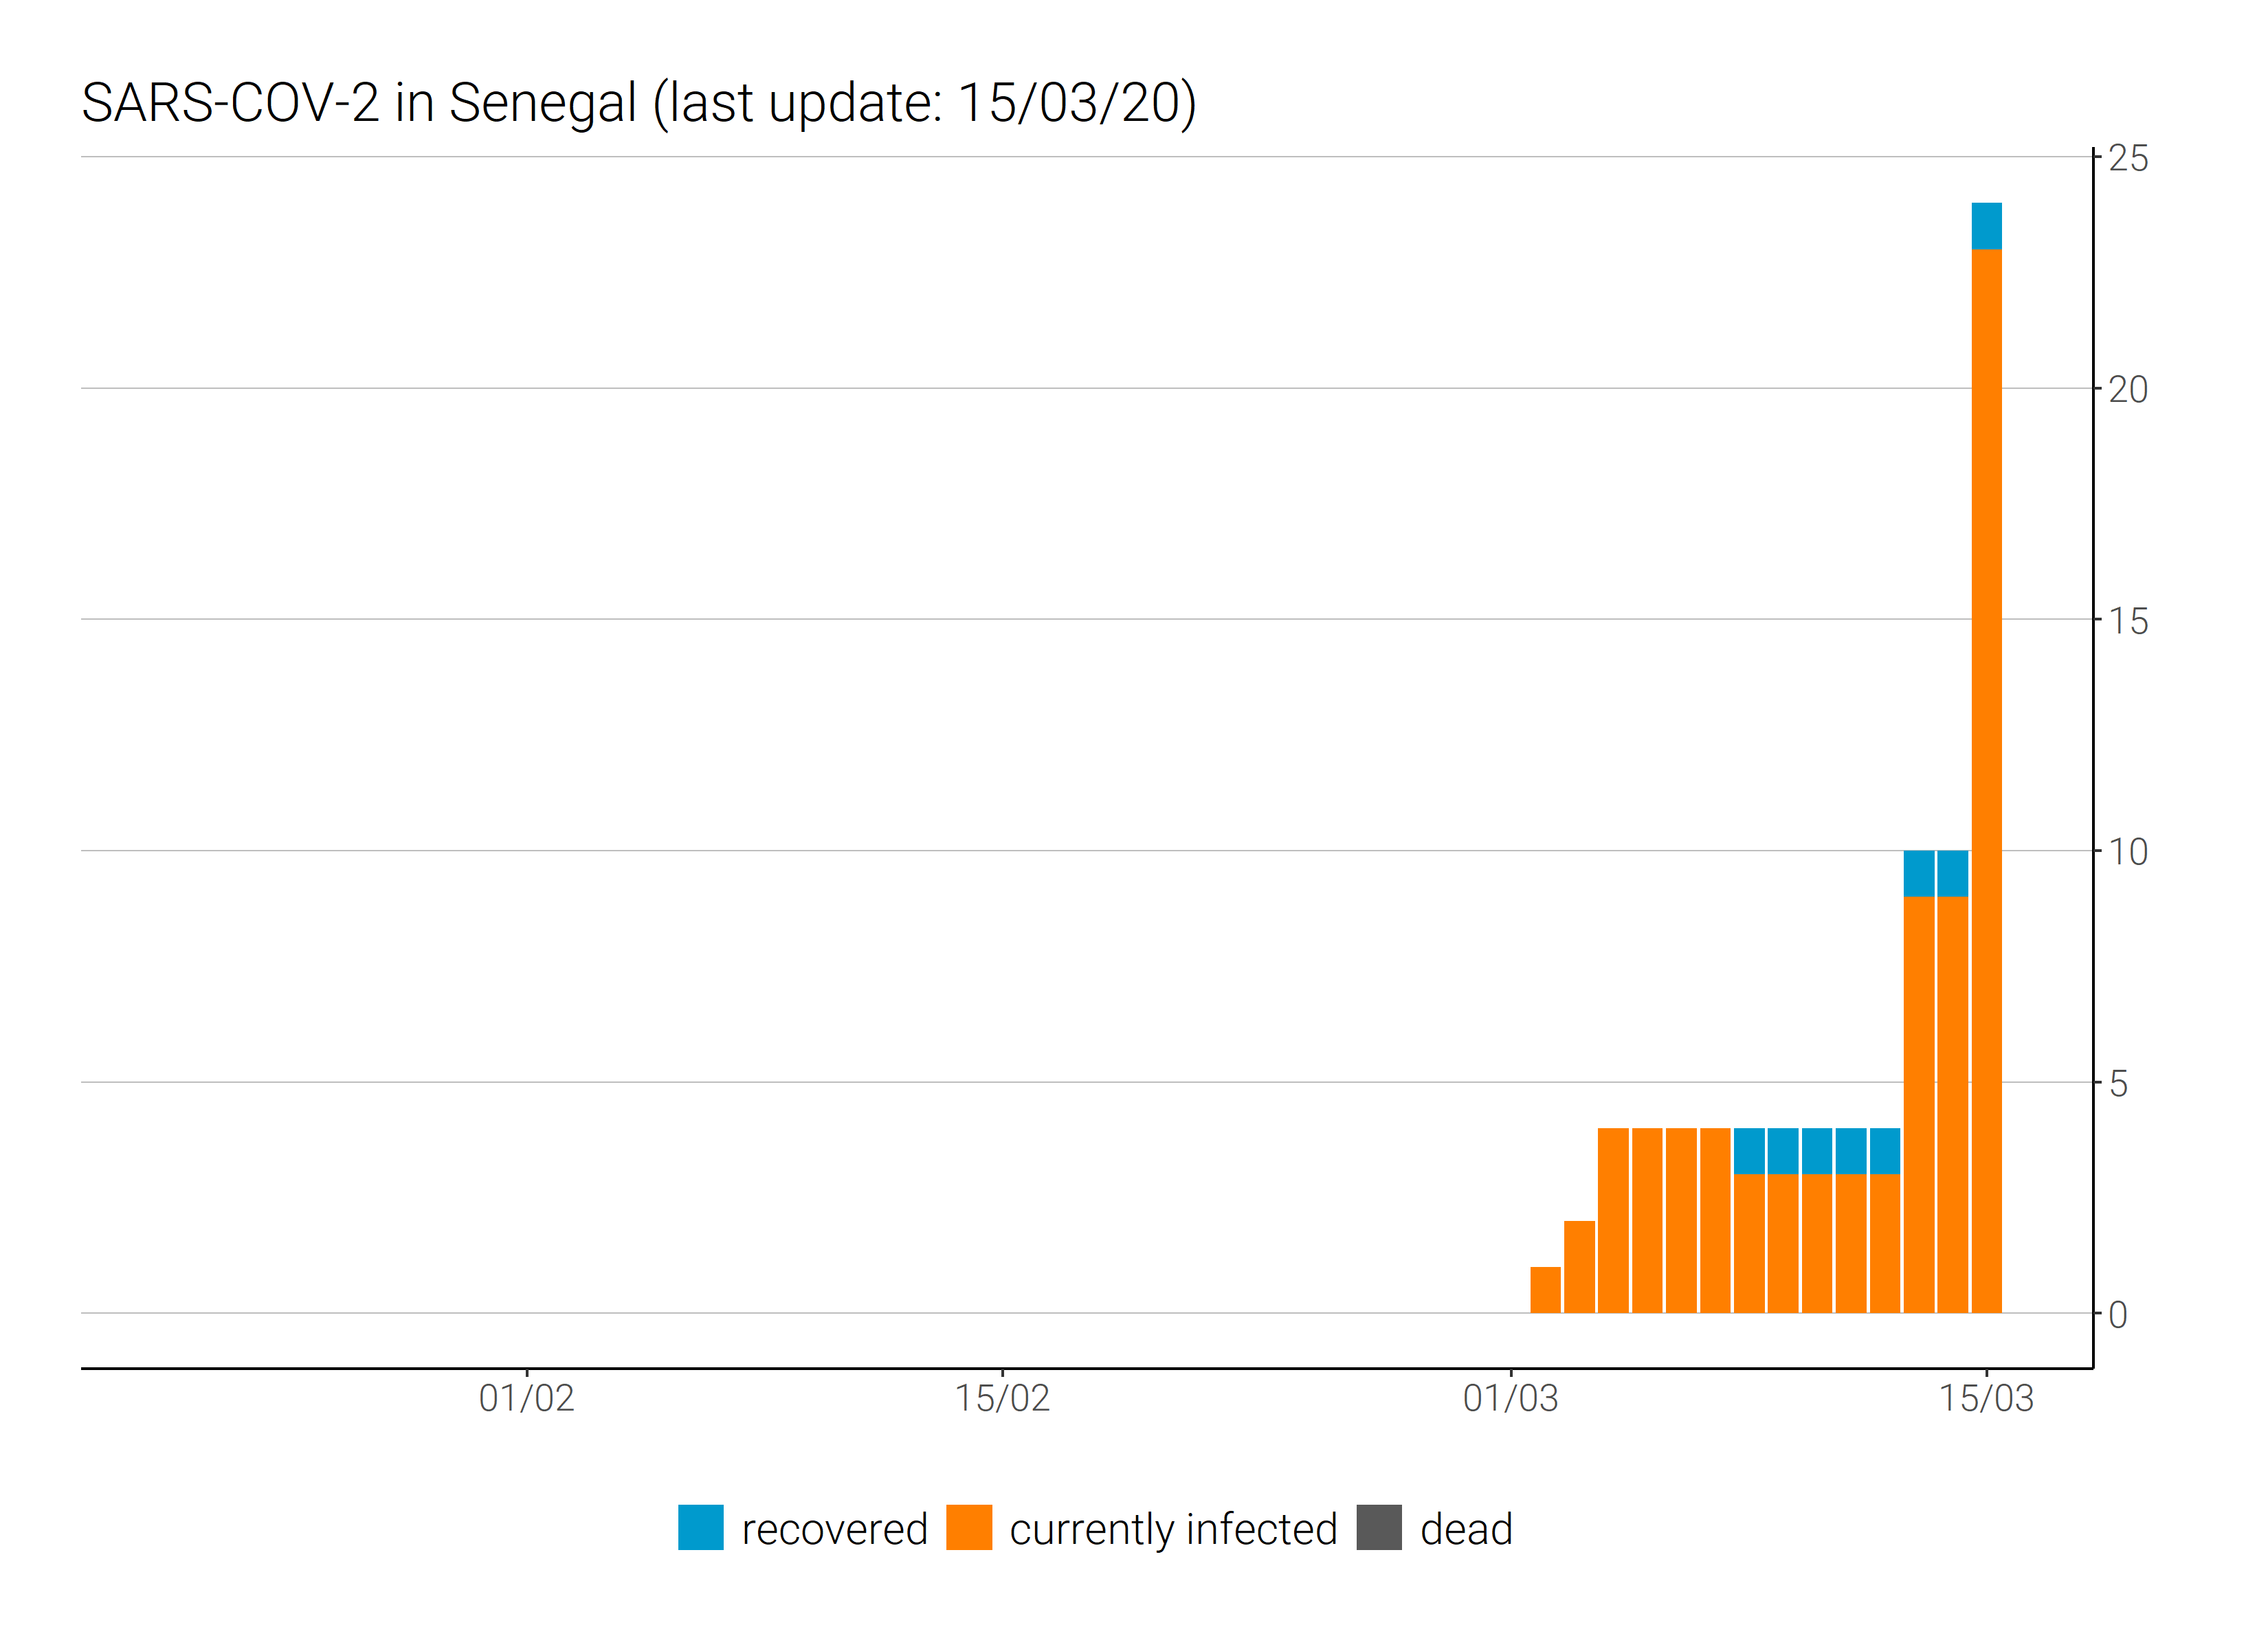 SARS-COV-2 in Senegal (last update: 15/03/20)
25
20
15
10
5
0
01/02 15/02 01/03 15/03
recovered currently infected dead